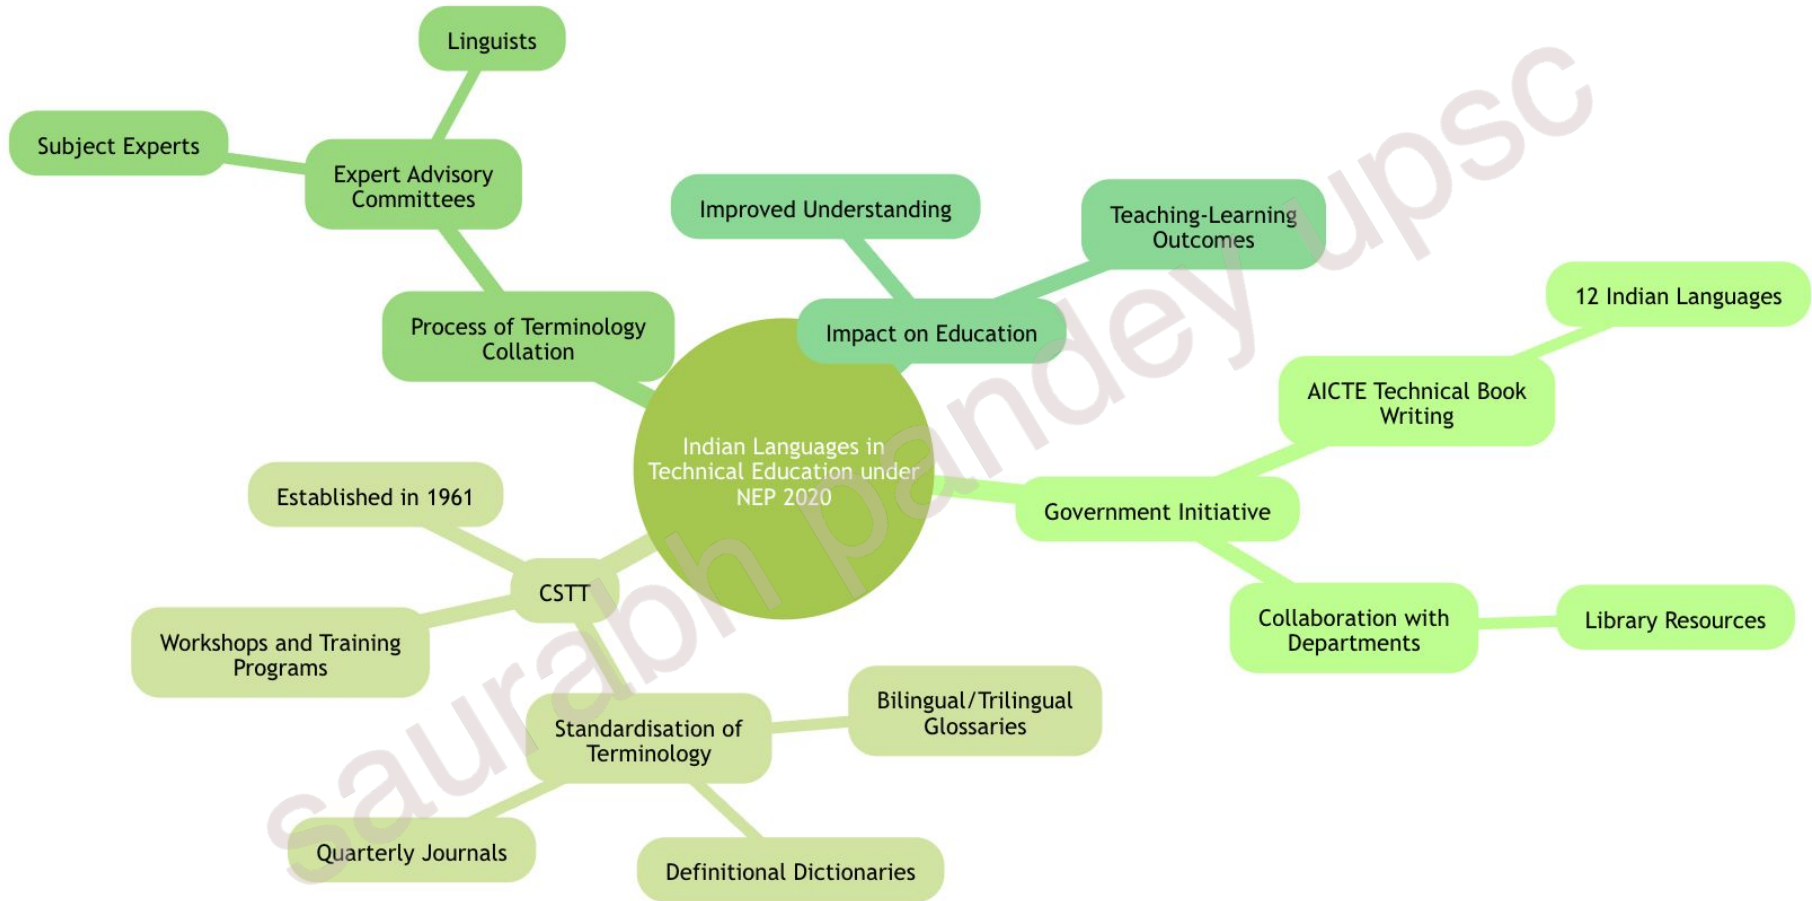 Linguists
Subject Experts
Expert Advisory
Committees
Process of Terminology
Collation
Improved Understanding
Teaching-Learning
Outcomes
Impact on Education
12 Indian Languages
AICTE Technical Book
Writing
Government Initiative
Collaboration with
Departments
Library Resources
Indian Languages in
Technical Education under
NEP 2020
Established in 1961
CSTT
Workshops and Training
Programs
Standardisation of
Terminology
Bilingual/Trilingual
Glossaries
Quarterly Journals
Definitional Dictionaries
saurabh pandey upsc